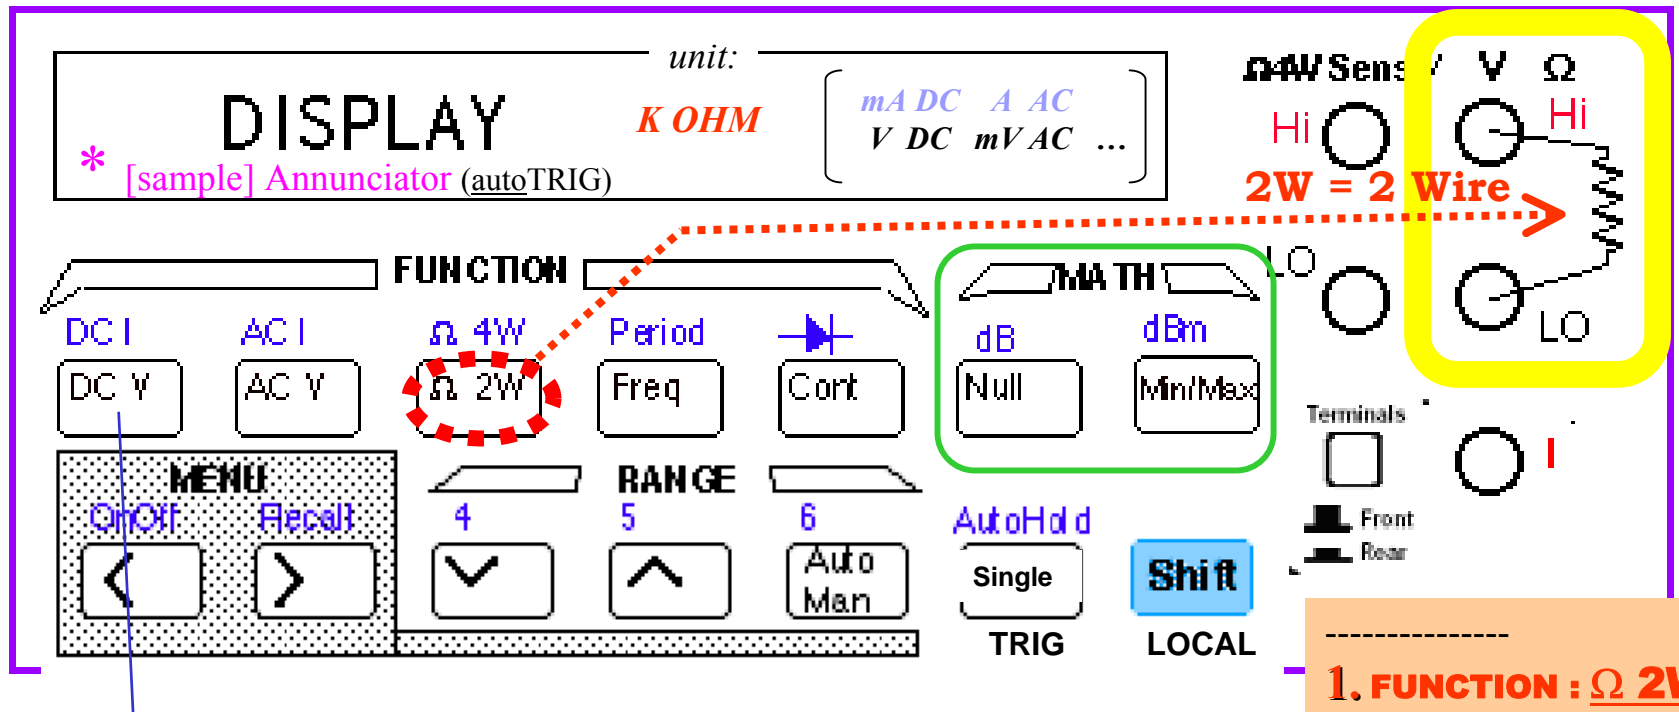 unit:
DISPLAY K OHM mA DC A AC
V DC mV AC ...
* [sample] Annunciator (autoTRIG)
Ω4W Sense/ V Ω
Hi Hi
2W = 2 Wire
LO LO
FUNCTION MATH
DC I AC I Ω 4W Period dB dBm
DC V AC V Ω 2W Freq Cont Null Min/Max
Terminals
I
MENU RANGE
On/Off Recall 4 5 6 AutoHold
< > Auto Man Single Shift
Front
Rear
TRIG LOCAL
---------------
1. FUNCTION : Ω 2W